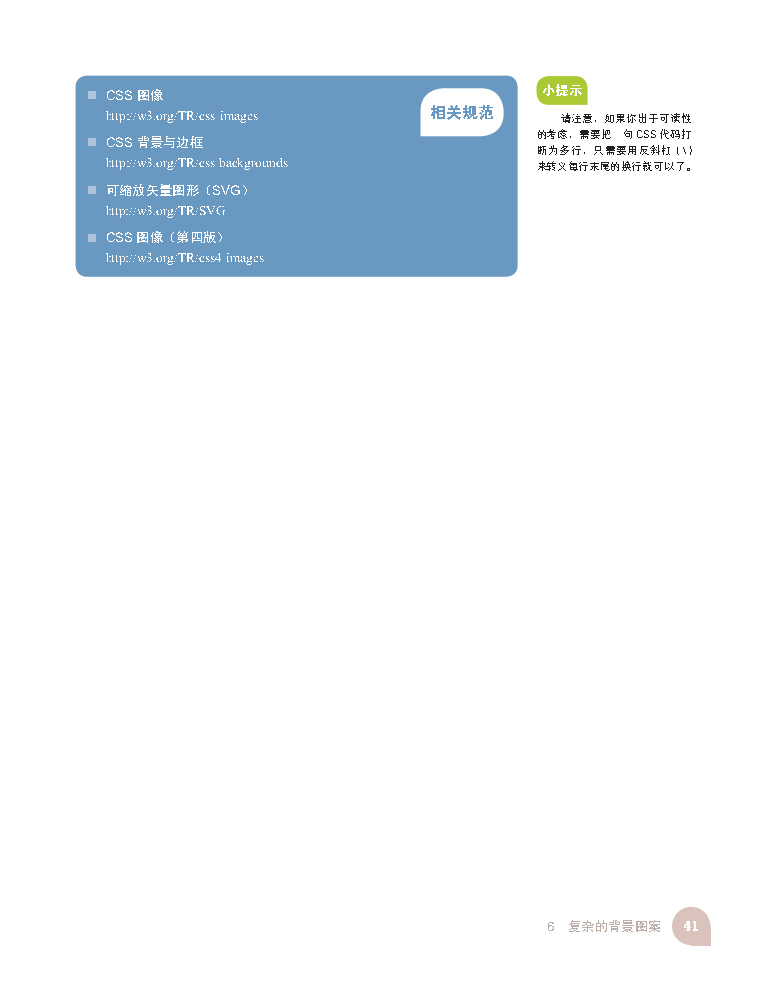 CSS 图像
http://w3.org/TR/css-images
CSS 背景与边框
http://w3.org/TR/css-backgrounds
可缩放矢量图形（SVG）
http://w3.org/TR/SVG
CSS 图像（第四版）
http://w3.org/TR/css4-images
相关规范
小提示
请注意，如果你出于可读性
的考虑，需要把一句 CSS 代码打
断为多行，只需要用反斜杠（\）
来转义每行末尾的换行就可以了。
6 复杂的背景图案
41